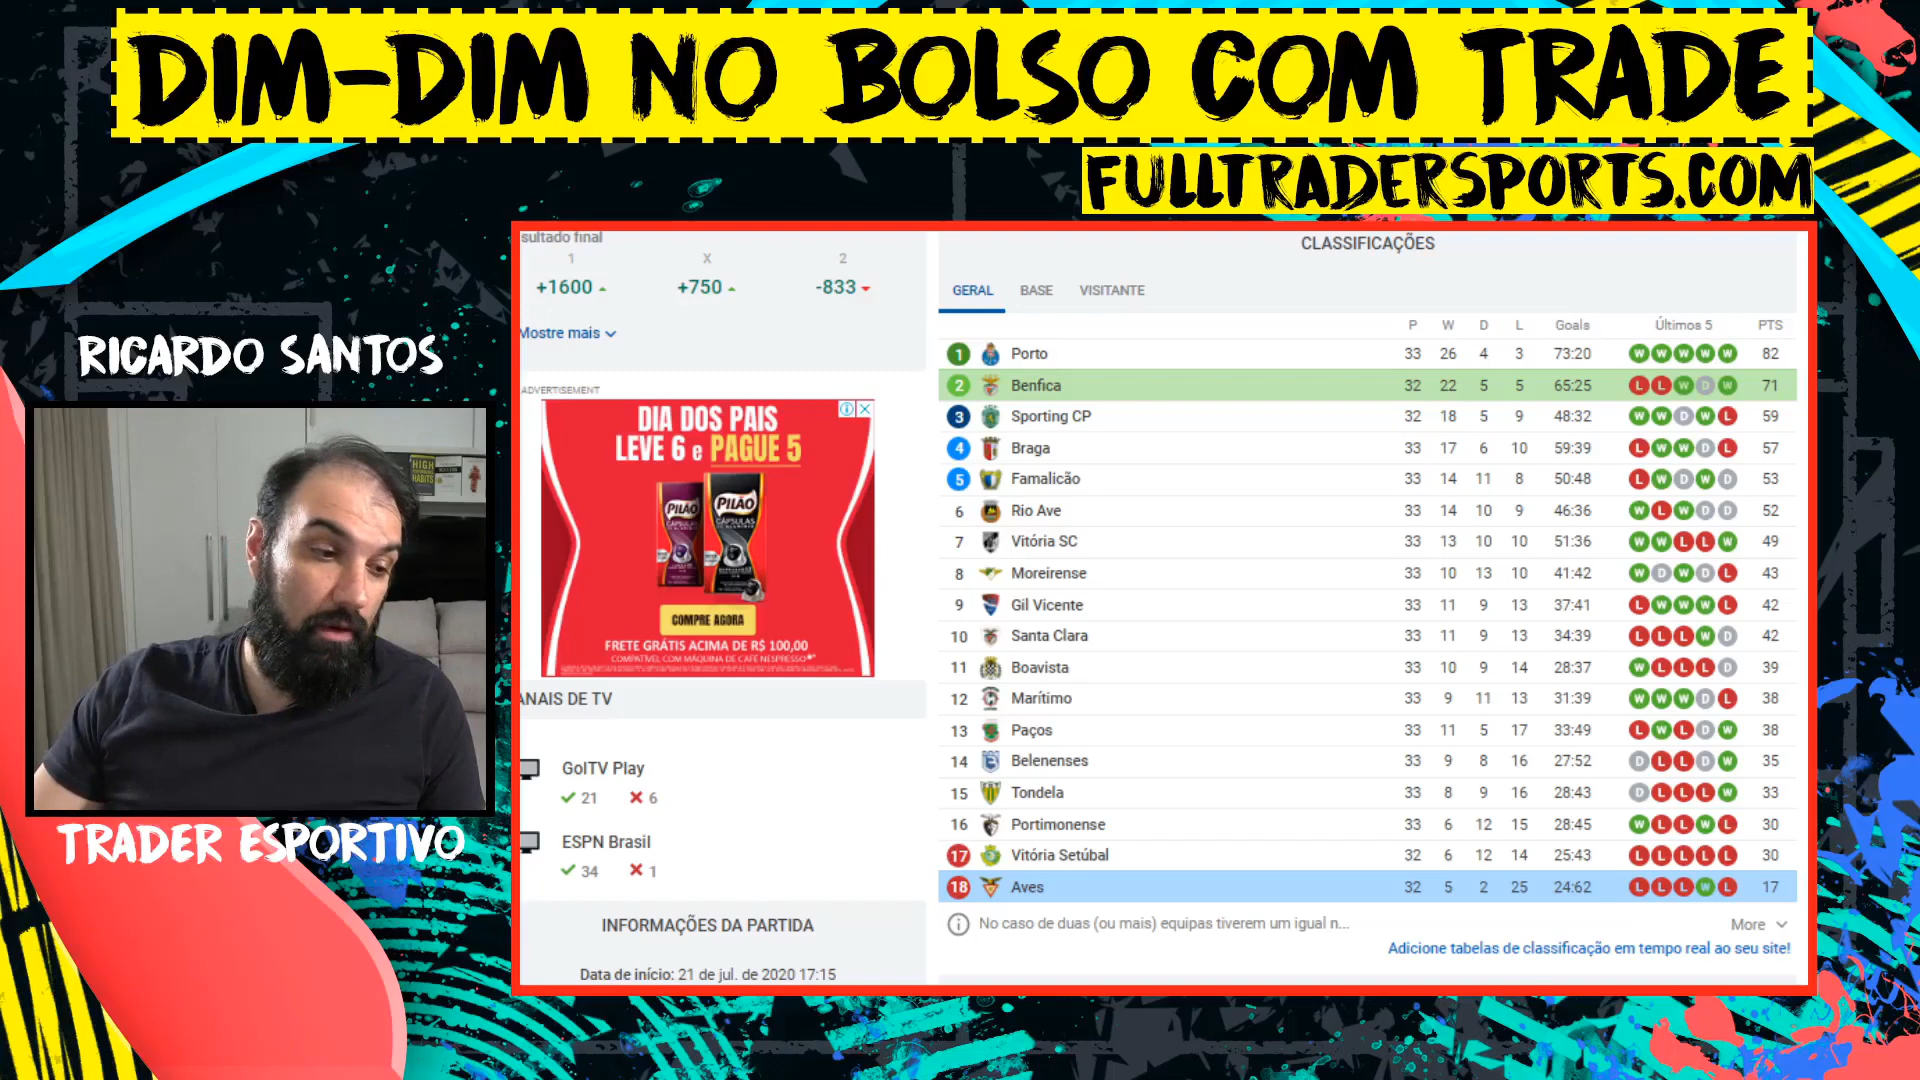 DIM-DIM NO BOLSO COM TRADE
FULLTRADERSPORTS.COM
RICARDO SANTOS
HIGH
HABITS
TRADER ESPORTIVO
sultado final
1 X 2
+1600 +750 -833
Mostre mais
ADVERTISEMENT
DIA DOS PAIS
LEVE 6 e PAGUE 5
PILÃO
CÁPSULAS
PILÃO
CÁPSULAS
COMPRE AGORA
FRETE GRÁTIS ACIMA DE R$ 100,00
COMPATÍVEL COM MÁQUINA DE CAFÉ NESPRESSO®*
ANAIS DE TV
GolTV Play
21 6
ESPN Brasil
34 1
INFORMAÇÕES DA PARTIDA
Data de início: 21 de jul. de 2020 17:15
CLASSIFICAÇÕES
GERAL BASE VISITANTE
P W D L Goals Últimos 5 PTS
1 Porto 33 26 4 3 73:20 W W W W W 82
2 Benfica 32 22 5 5 65:25 L L W D W 71
3 Sporting CP 32 18 5 9 48:32 W W D W L 59
4 Braga 33 17 6 10 59:39 L W W D L 57
5 Famalicão 33 14 11 8 50:48 L W D W D 53
6 Rio Ave 33 14 10 9 46:36 W L W D D 52
7 Vitória SC 33 13 10 10 51:36 W W L L W 49
8 Moreirense 33 10 13 10 41:42 W D W D L 43
9 Gil Vicente 33 11 9 13 37:41 L W W W L 42
10 Santa Clara 33 11 9 13 34:39 L L L W D 42
11 Boavista 33 10 9 14 28:37 W L L L D 39
12 Marítimo 33 9 11 13 31:39 W W W D L 38
13 Paços 33 11 5 17 33:49 L W L D W 38
14 Belenenses 33 9 8 16 27:52 D L L D W 35
15 Tondela 33 8 9 16 28:43 D L L L W 33
16 Portimonense 33 6 12 15 28:45 W L L W L 30
17 Vitória Setúbal 32 6 12 14 25:43 L L L L L 30
18 Aves 32 5 2 25 24:62 L L L W L 17
No caso de duas (ou mais) equipas tiverem um igual n...
More
Adicione tabelas de classificação em tempo real ao seu site!